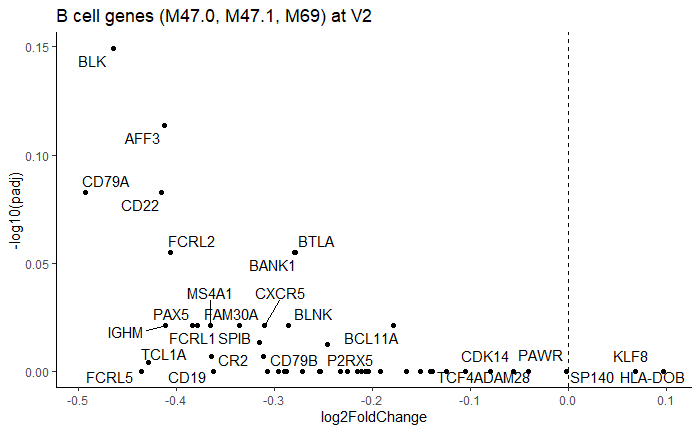 B cell genes (M47.0, M47.1, M69) at V2
-log10(padj)
0.15
0.10
0.05
0.00
BLK
AFF3
CD79A
CD22
FCRL2
BTLA
BANK1
MS4A1
CXCR5
PAX5
FAM30A
BLNK
IGHM
FCRL1
SPIB
BCL11A
TCL1A
CR2
CD79B
P2RX5
CDK14
PAWR
KLF8
FCRL5
CD19
TCF4
ADAM28
SP140
HLA-DOB
-0.5
-0.4
-0.3
-0.2
-0.1
0.0
0.1
log2FoldChange